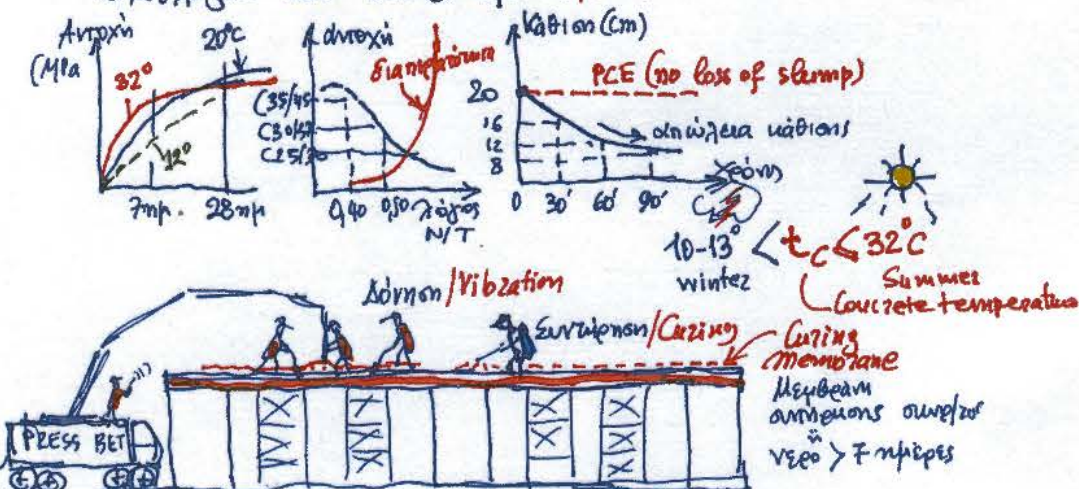 Αντοχή
(MPa
20°C
32°
12°
7ημ. 28ημ
αντοχή
διαπερατότητα
C35/45
C30/37
C25/30
0,40 0,50 λόγος
N/T
Κάθιση (cm)
PCE (no loss of slump)
20
16
12
8
απώλεια κάθισης
χρόνος
0 30' 60' 90'
10-13° < tc ≤ 32°C
winter
Summer
Concrete temperature
Δόνηση/Vibration
Συντήρηση/Curing
Curing
membrane
Μεμβράνη
συντήρησης
ή
νερό > 7 ημέρες
PRESS BET